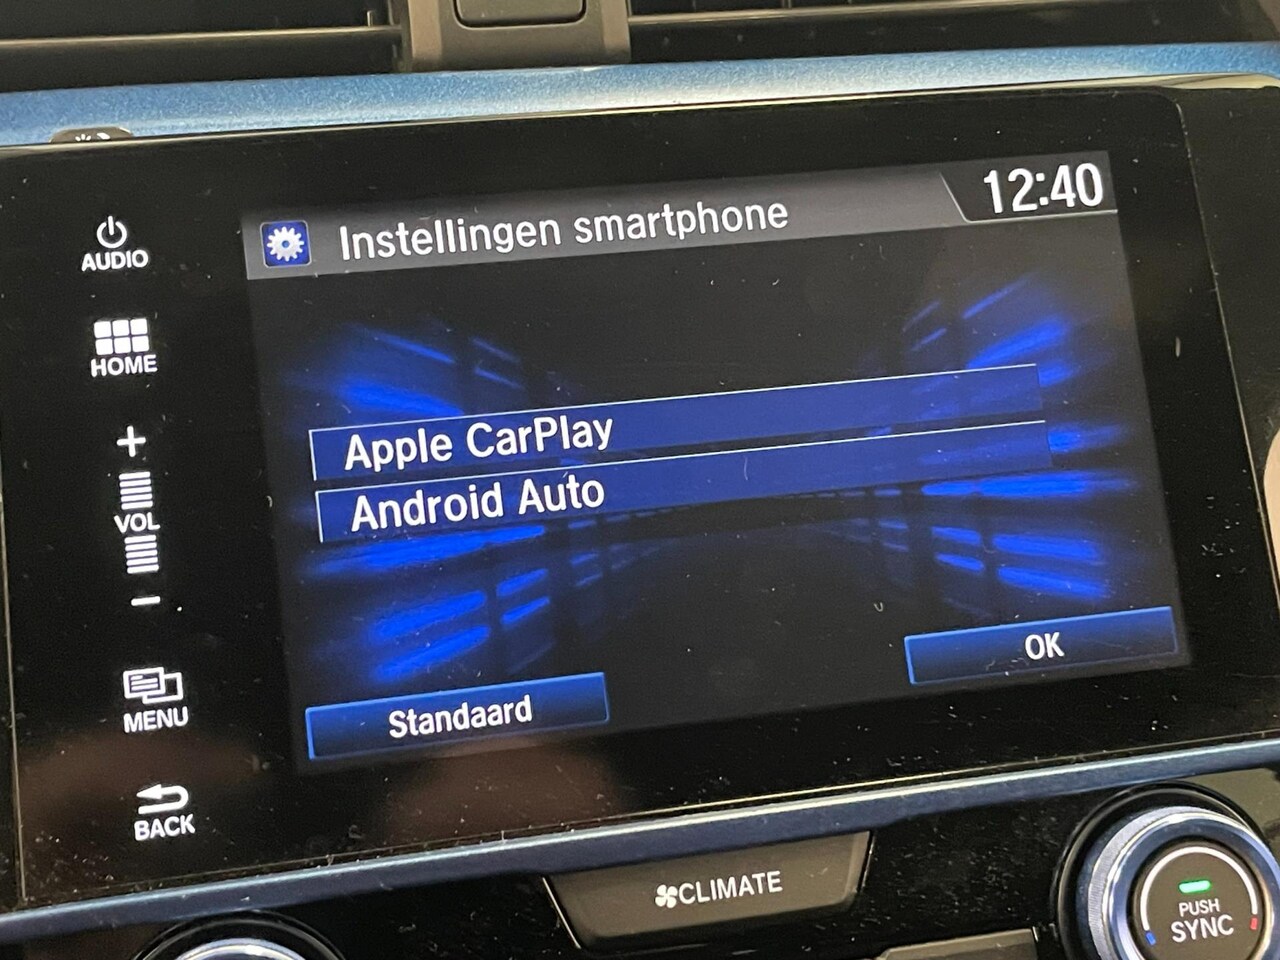 Instellingen smartphone
12:40
AUDIO
HOME
+
VOL
-
MENU
BACK
Apple CarPlay
Android Auto
Standaard
OK
CLIMATE
PUSH
SYNC